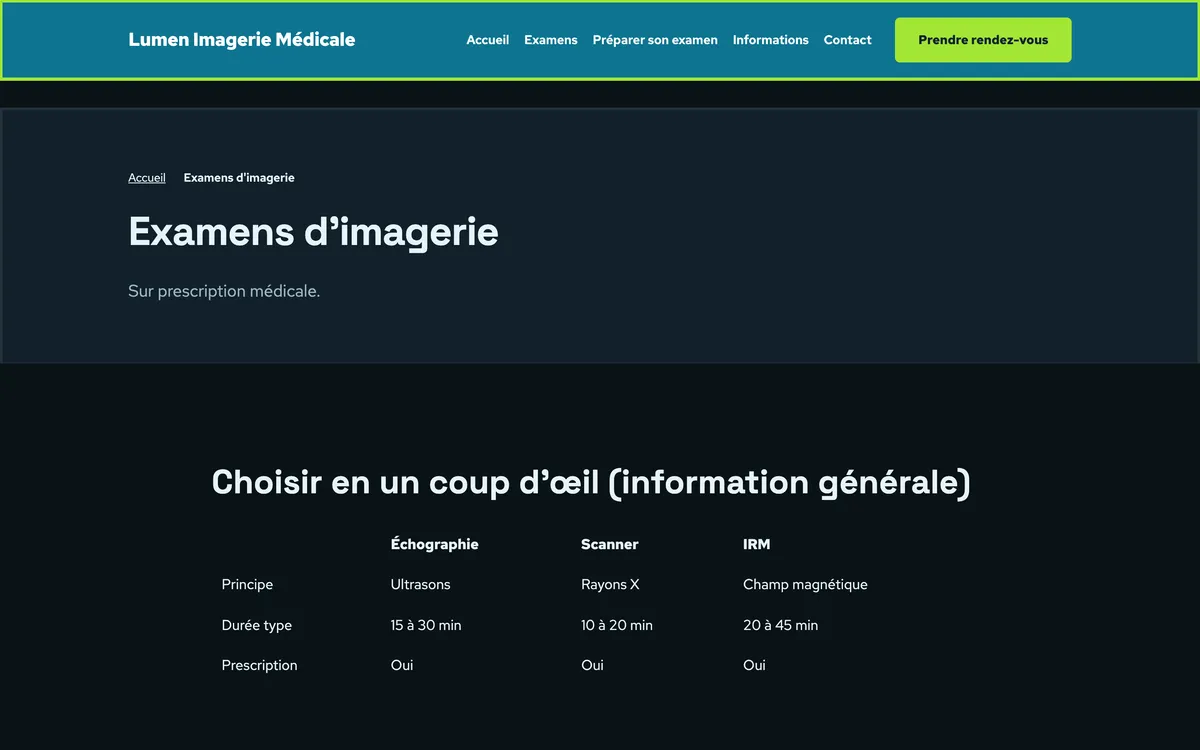 Lumen Imagerie Médicale
Accueil Examens Préparer son examen Informations Contact Prendre rendez-vous
Accueil Examens d'imagerie
Examens d’imagerie
Sur prescription médicale.
Choisir en un coup d’œil (information générale)
Échographie Scanner IRM
Principe Ultrasons Rayons X Champ magnétique
Durée type 15 à 30 min 10 à 20 min 20 à 45 min
Prescription Oui Oui Oui